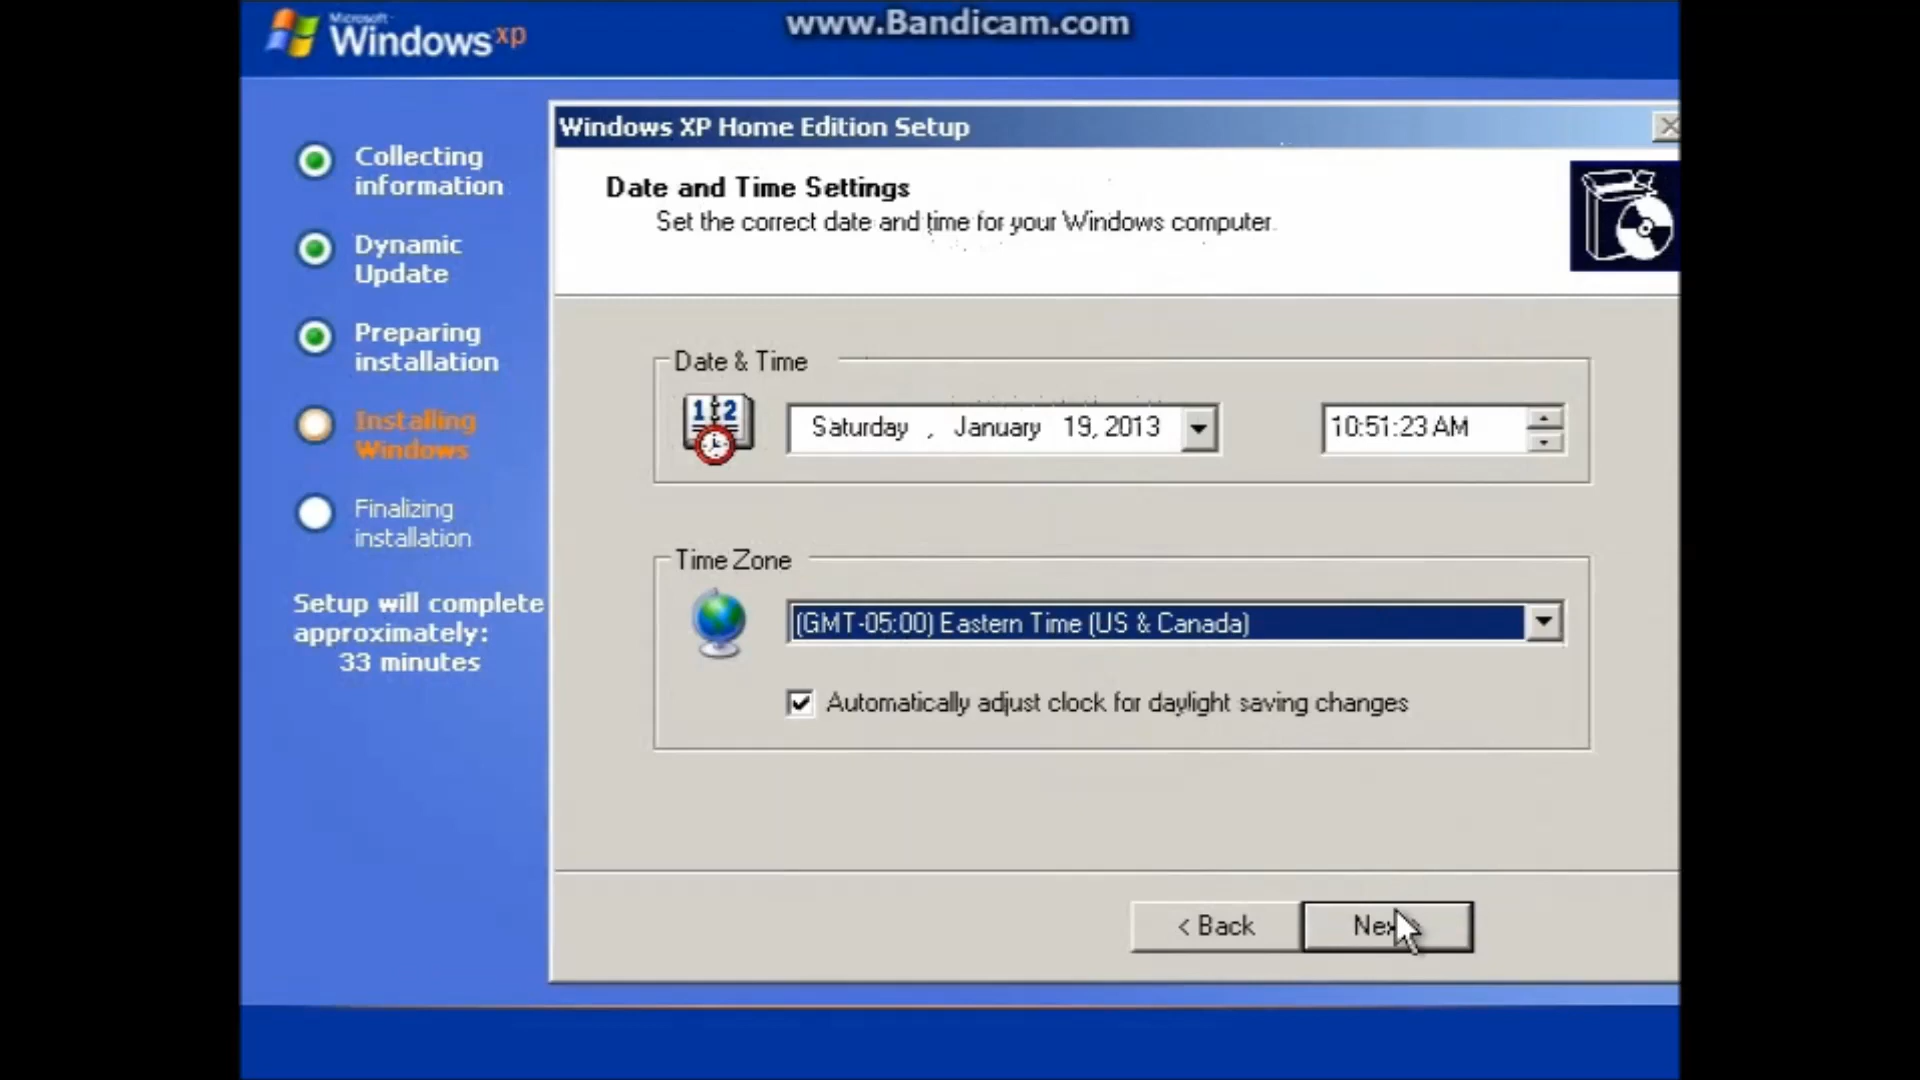 Microsoft
Windows xp
www.Bandicam.com
Collecting
information
Dynamic
Update
Preparing
installation
Installing
Windows
Finalizing
installation
Setup will complete
approximately:
33 minutes
Windows XP Home Edition Setup
Date and Time Settings
Set the correct date and time for your Windows computer.
Date & Time
12
Saturday , January 19, 2013
10:51:23 AM
Time Zone
(GMT-05:00) Eastern Time (US & Canada)
Automatically adjust clock for daylight saving changes
< Back
Nex